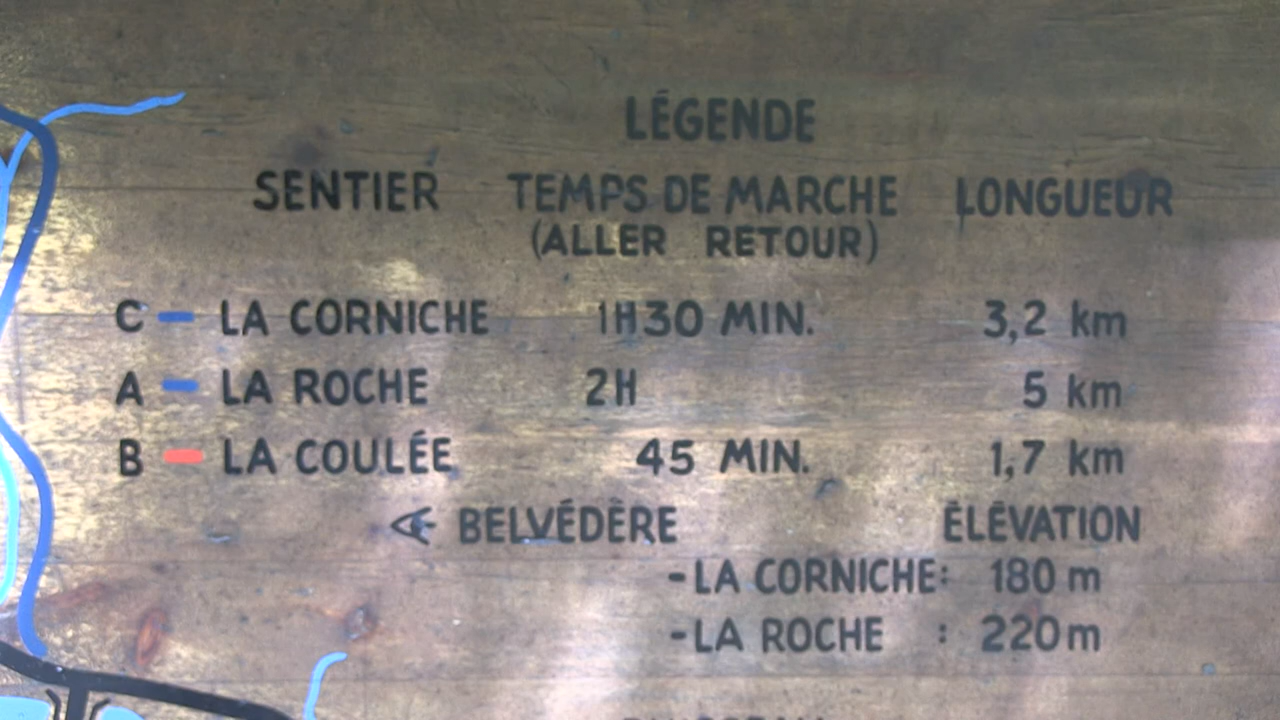 LÉGENDE
SENTIER TEMPS DE MARCHE LONGUEUR
(ALLER RETOUR)
C - LA CORNICHE 1H30 MIN. 3,2 km
A - LA ROCHE 2H 5 km
B - LA COULÉE 45 MIN. 1,7 km
BELVÉDÈRE ÉLÉVATION
-LA CORNICHE: 180 m
-LA ROCHE : 220 m